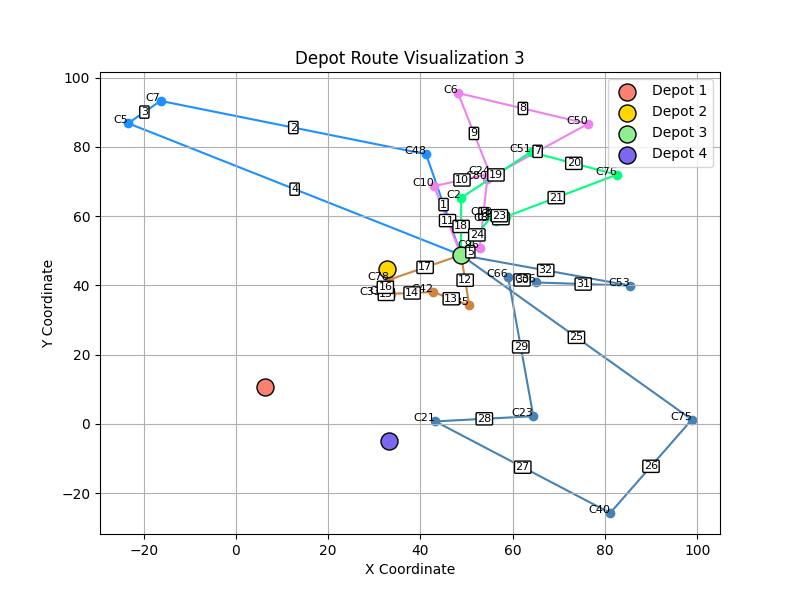 Depot Route Visualization 3
Depot 1
Depot 2
Depot 3
Depot 4
100
80
60
40
20
0
−20
−20
0
20
40
60
80
100
X Coordinate
Y Coordinate
C7
C5
C6
C50
C48
C51
C24
C76
C10
C2
C78
C42
C66
C53
C21
C23
C75
C40
1
2
3
4
5
7
8
9
10
11
12
13
14
16
17
18
19
20
21
23
24
25
26
27
28
29
31
32